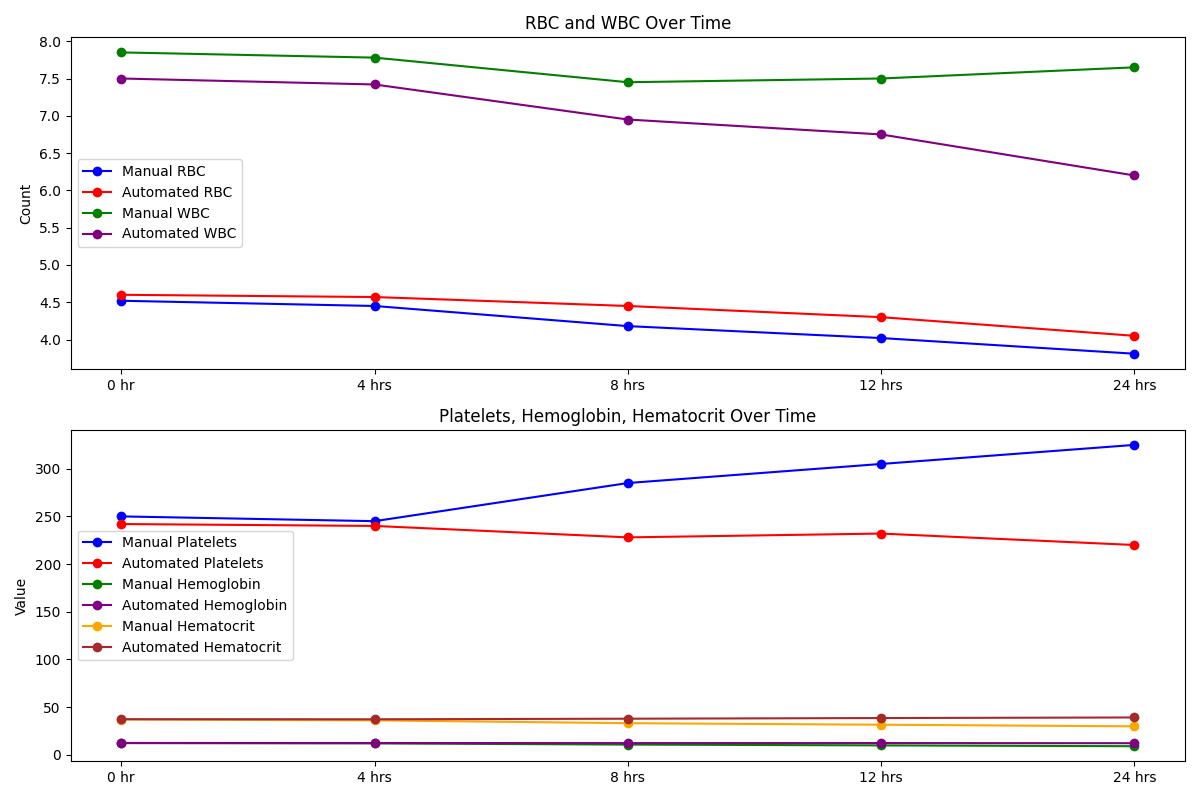 RBC and WBC Over Time
8.0
7.5
7.0
6.5
6.0
5.5
5.0
4.5
4.0
Count
Manual RBC
Automated RBC
Manual WBC
Automated WBC
0 hr 4 hrs 8 hrs 12 hrs 24 hrs
Platelets, Hemoglobin, Hematocrit Over Time
300
250
200
150
100
50
0
Value
Manual Platelets
Automated Platelets
Manual Hemoglobin
Automated Hemoglobin
Manual Hematocrit
Automated Hematocrit
0 hr 4 hrs 8 hrs 12 hrs 24 hrs